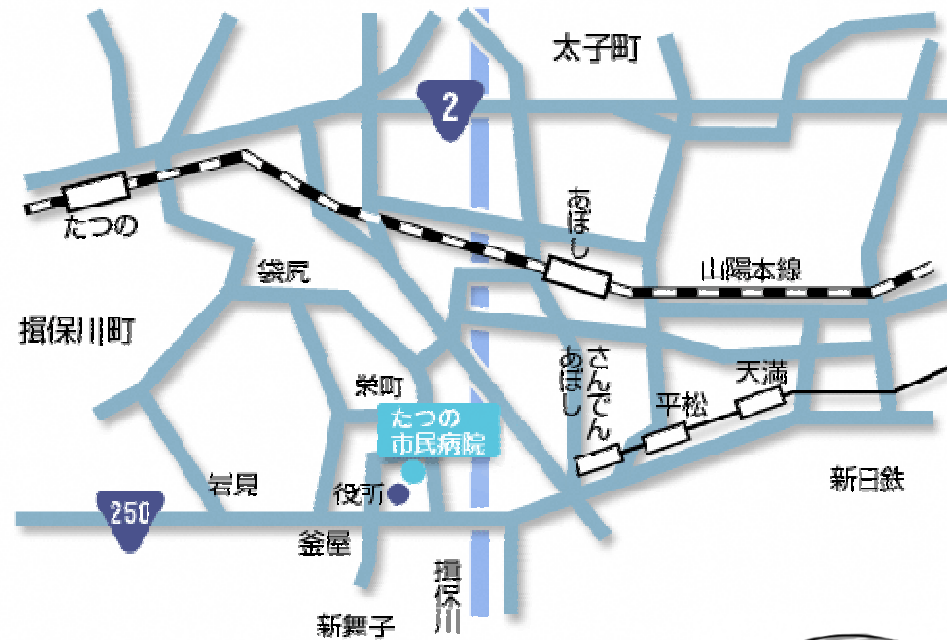 太子町
2
たつの
あぼし
山陽本線
袋尻
揖保川町
さんでん
あぼし
天満
平松
栄町
たつの
市民病院
岩見
役所
新日鉄
250
釜屋
揖保川
新舞子